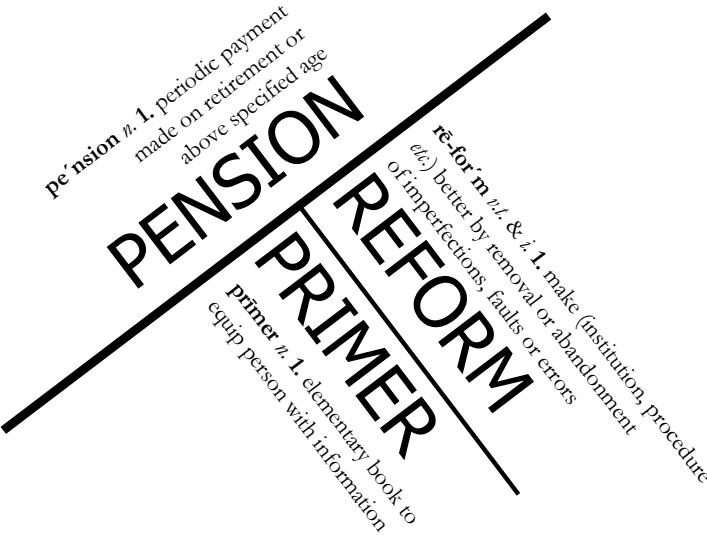 pe´nsion n. 1. periodic payment
made on retirement or
above specified age
PENSION
rē-for´m v.t. & i. 1. make (institution, procedure
etc.) better by removal or abandonment
of imperfections, faults or errors
REFORM
PRIMER
prīmer n. 1. elementary book to
equip person with information